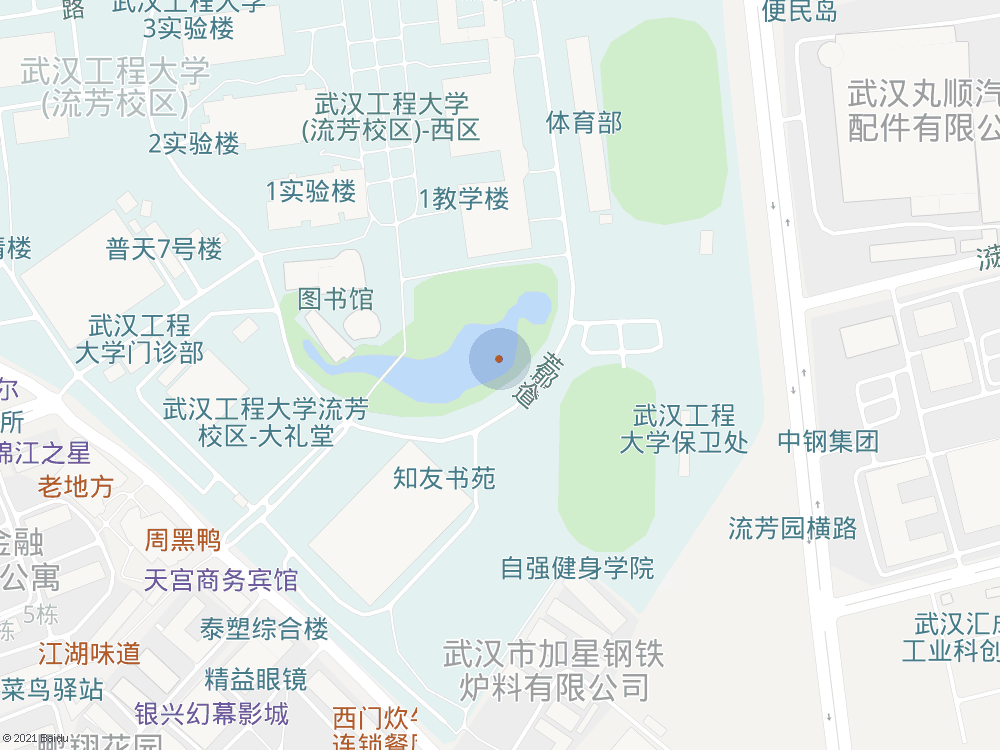 路
武汉工程大学
3实验楼
便民岛
武汉工程大学
(流芳校区)
武汉工程大学
(流芳校区)-西区
体育部
武汉丸顺汽
配件有限公
2实验楼
1实验楼
1教学楼
楼
普天7号楼
图书馆
武汉工程
大学门诊部
芳郁道
尔
所
武汉工程大学流芳
校区-大礼堂
武汉工程
大学保卫处
中钢集团
锦江之星
老地方
知友书苑
周黑鸭
流芳园横路
金融
公寓
天宫商务宾馆
自强健身学院
5栋
栋
泰塑综合楼
武汉汇成
工业科创
江湖味道
武汉市加星钢铁
炉料有限公司
菜鸟驿站
精益眼镜
银兴幻幕影城
西门炊
连锁餐
鹏翔花园
© 2021 Baidu